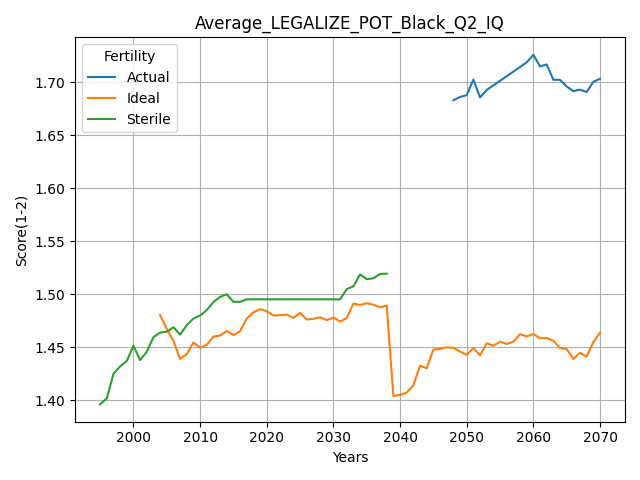 Average_LEGALIZE_POT_Black_Q2_IQ
Fertility
Actual
Ideal
Sterile
Score(1-2)
1.70
1.65
1.60
1.55
1.50
1.45
1.40
2000 2010 2020 2030 2040 2050 2060 2070
Years